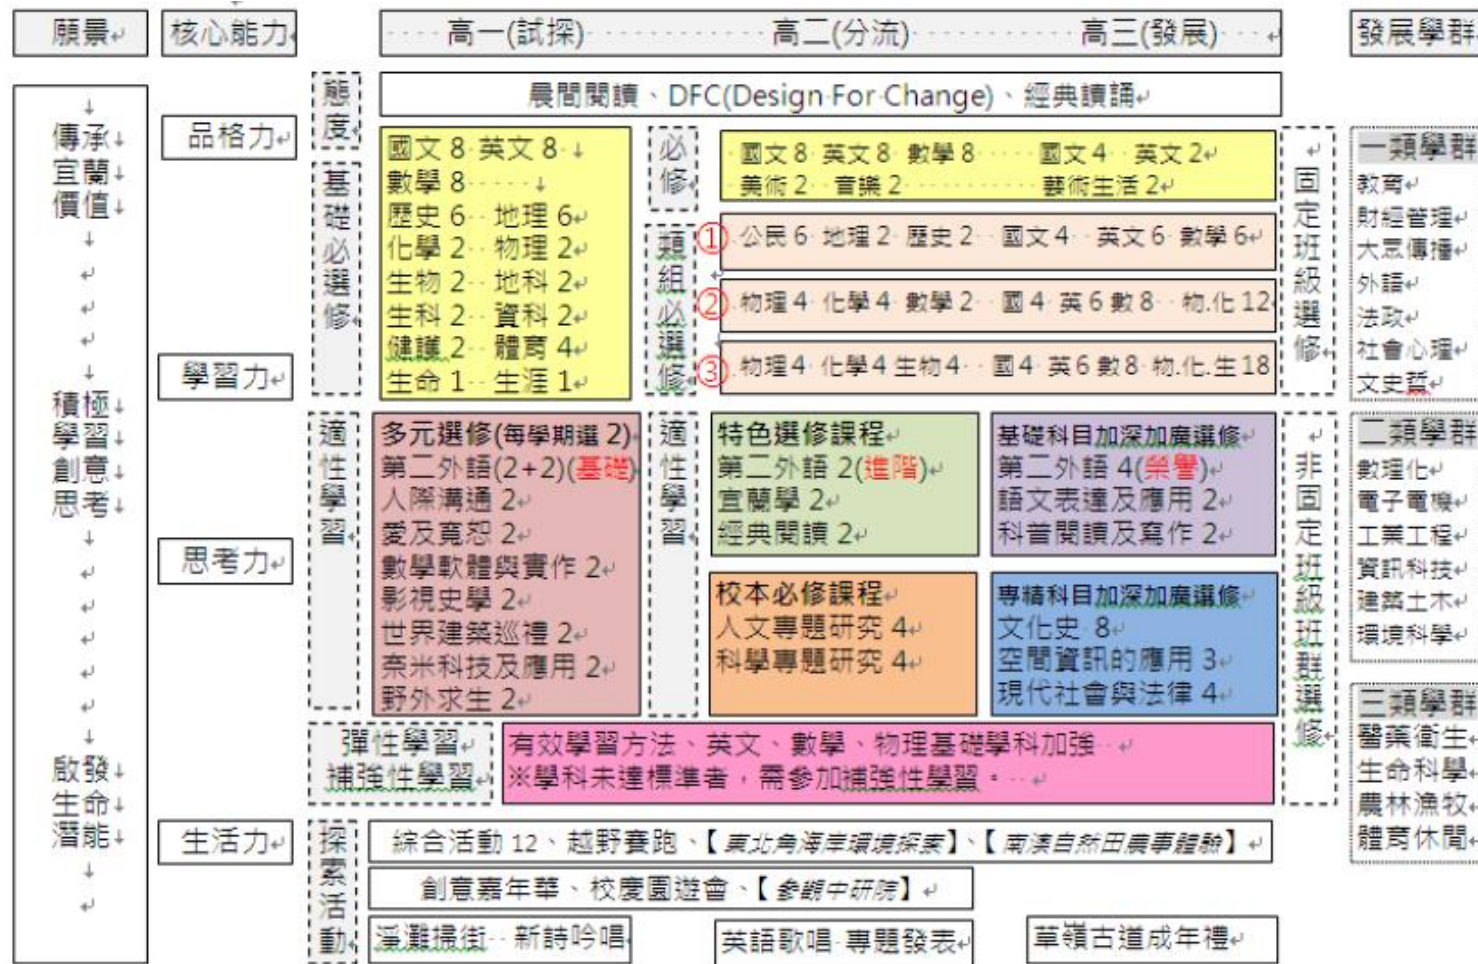 願景
核心能力
高一(試探) 高二(分流) 高三(發展)
發展學群
傳承
宜蘭
價值
積極
學習
創意
思考
啟發
生命
潛能
品格力
學習力
思考力
生活力
態度
晨間閱讀、DFC(Design For Change)、經典讀誦
基礎必選修
國文 8 英文 8
數學 8
歷史 6 地理 6
化學 2 物理 2
生物 2 地科 2
生科 2 資科 2
健護 2 體育 4
生命 1 生涯 1
必修
國文 8 英文 8 數學 8 國文 4 英文 2
美術 2 音樂 2 藝術生活 2
類組必選修
① 公民 6 地理 2 歷史 2 國文 4 英文 6 數學 6
② 物理 4 化學 4 數學 2 國 4 英 6 數 8 物.化 12
③ 物理 4 化學 4 生物 4 國 4 英 6 數 8 物.化.生 18
固定班級選修
適性學習
多元選修(每學期選 2)
第二外語(2+2)(基礎)
人際溝通 2
愛及寬恕 2
數學軟體與實作 2
影視史學 2
世界建築巡禮 2
奈米科技及應用 2
野外求生 2
適性學習
特色選修課程
第二外語 2(進階)
宜蘭學 2
經典閱讀 2
基礎科目加深加廣選修
第二外語 4(榮譽)
語文表達及應用 2
科普閱讀及寫作 2
校本必修課程
人文專題研究 4
科學專題研究 4
專精科目加深加廣選修
文化史 8
空間資訊的應用 3
現代社會與法律 4
非固定班級班群選修
彈性學習
補強性學習
有效學習方法、英文、數學、物理基礎學科加強
※學科未達標準者，需參加補強性學習。
探索活動
綜合活動 12、越野賽跑、【東北角海岸環境探索】、【南澳自然田農事體驗】
創意嘉年華、校慶園遊會、【參觀中研院】
溪灘掃街 新詩吟唱
英語歌唱 專題發表
草嶺古道成年禮
一類學群
教育
財經管理
大眾傳播
外語
法政
社會心理
文史哲
二類學群
數理化
電子電機
工業工程
資訊科技
建築土木
環境科學
三類學群
醫藥衛生
生命科學
農林漁牧
體育休閒